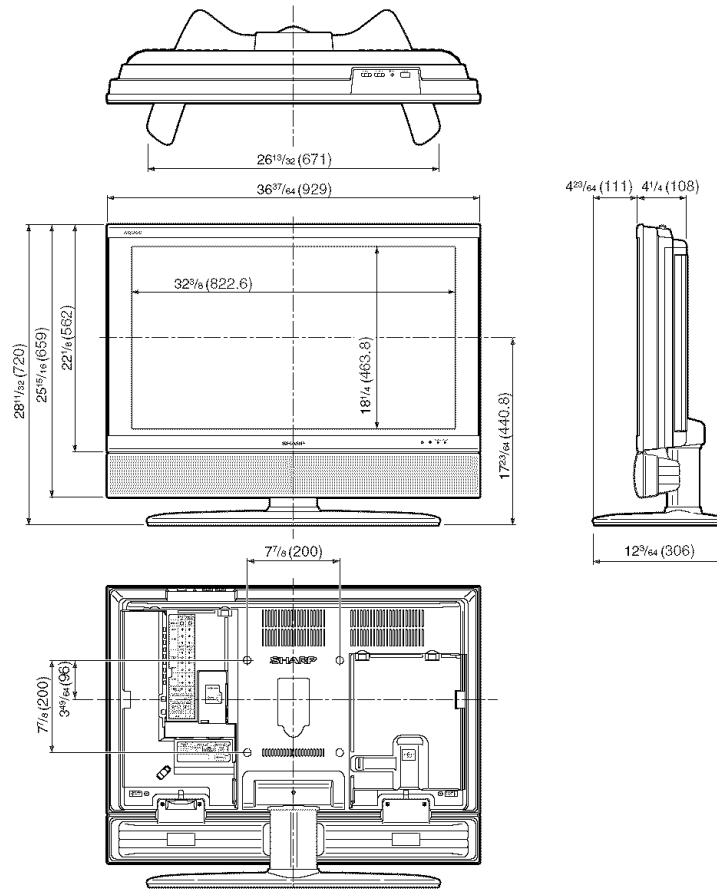 26 13/32 (671)
36 37/64 (929)
4 23/64 (111)
4 1/4 (108)
AQUOS
32 3/8 (822.6)
28 11/32 (720)
25 15/16 (659)
22 1/8 (562)
18 1/4 (463.8)
17 23/64 (440.8)
SHARP
12 3/64 (306)
7 7/8 (200)
SHARP
7 7/8 (200)
3 49/64 (96)